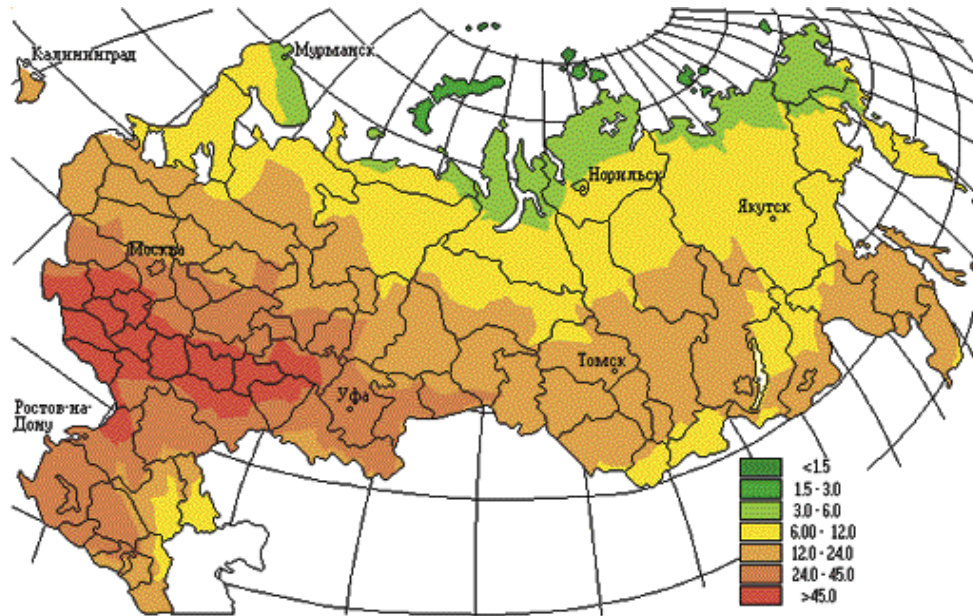 Калининград
Мурманск
Норильск
Якутск
Москва
Томск
Уфа
Ростов-на-
Дону
<1.5
1.5 - 3.0
3.0 - 6.0
6.00 - 12.0
12.0 - 24.0
24.0 - 45.0
>45.0